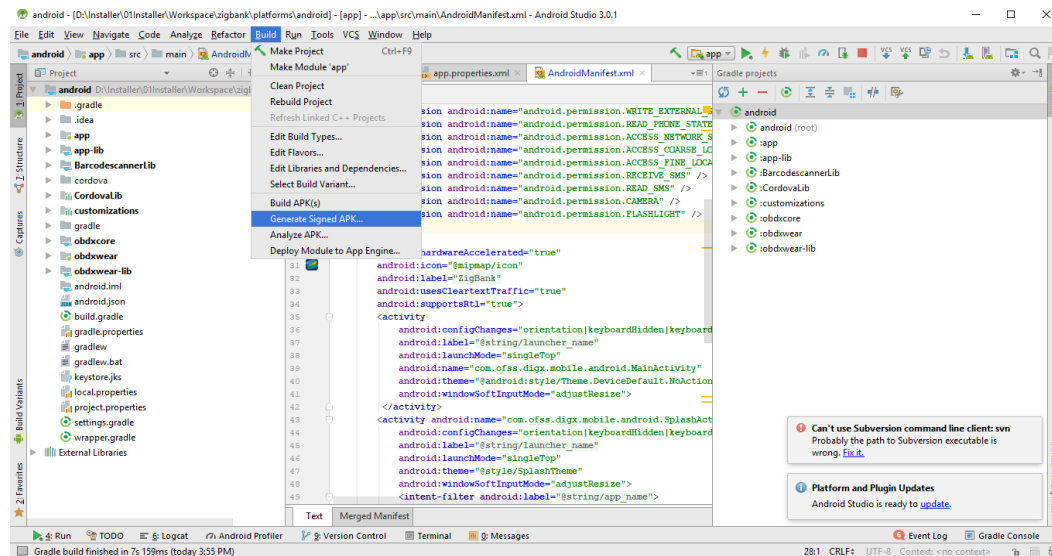 android - [D:\Installer\01Installer\Workspace\zigbank\platforms\android] - [app] - ...\app\src\main\AndroidManifest.xml - Android Studio 3.0.1
File Edit View Navigate Code Analyze Refactor Build Run Tools VCS Window Help
android app src main AndroidM
app
Make Project Ctrl+F9
Make Module 'app'
Clean Project
Rebuild Project
Refresh Linked C++ Projects
Edit Build Types...
Edit Flavors...
Edit Libraries and Dependencies...
Select Build Variant...
Build APK(s)
Generate Signed APK...
Analyze APK...
Deploy Module to App Engine...
1: Project
Z: Structure
Captures
Build Variants
2: Favorites
Project
android D:\Installer\01Installer\Workspace\zigb
.gradle
.idea
app
app-lib
BarcodescannerLib
cordova
CordovaLib
customizations
gradle
obdxcore
obdxwear
obdxwear-lib
android.iml
android.json
build.gradle
gradle.properties
gradlew
gradlew.bat
keystore.jks
local.properties
project.properties
settings.gradle
wrapper.gradle
External Libraries
app.properties.xml AndroidManifest.xml
sion android:name="android.permission.WRITE_EXTERNAL_
sion android:name="android.permission.READ_PHONE_STATE
sion android:name="android.permission.ACCESS_NETWORK_S
sion android:name="android.permission.ACCESS_COARSE_LO
sion android:name="android.permission.ACCESS_FINE_LOCA
sion android:name="android.permission.RECEIVE_SMS" />
sion android:name="android.permission.READ_SMS" />
sion android:name="android.permission.CAMERA" />
sion android:name="android.permission.FLASHLIGHT" />
hardwareAccelerated="true"
31 android:icon="@mipmap/icon"
32 android:label="ZigBank"
33 android:usesCleartextTraffic="true"
34 android:supportsRtl="true">
35 <activity
36 android:configChanges="orientation|keyboardHidden|keyboard
37 android:label="@string/launcher_name"
38 android:launchMode="singleTop"
39 android:name="com.ofss.digx.mobile.android.MainActivity"
40 android:theme="@android:style/Theme.DeviceDefault.NoAction
41 android:windowSoftInputMode="adjustResize">
42 </activity>
43 <activity android:name="com.ofss.digx.mobile.android.SplashAct
44 android:configChanges="orientation|keyboardHidden|keyboard
45 android:label="@string/launcher_name"
46 android:launchMode="singleTop"
47 android:theme="@style/SplashTheme"
48 android:windowSoftInputMode="adjustResize">
49 <intent-filter android:label="@string/app_name">
Text Merged Manifest
Gradle projects
android
android (root)
:app
:app-lib
:BarcodescannerLib
:CordovaLib
:customizations
:obdxcore
:obdxwear
:obdxwear-lib
Can't use Subversion command line client: svn
Probably the path to Subversion executable is
wrong. Fix it.
Platform and Plugin Updates
Android Studio is ready to update.
4: Run TODO 6: Logcat Android Profiler 9: Version Control Terminal 0: Messages Event Log Gradle Console
Gradle build finished in 7s 159ms (today 3:55 PM) 28:1 CRLF UTF-8 Context: <no context>